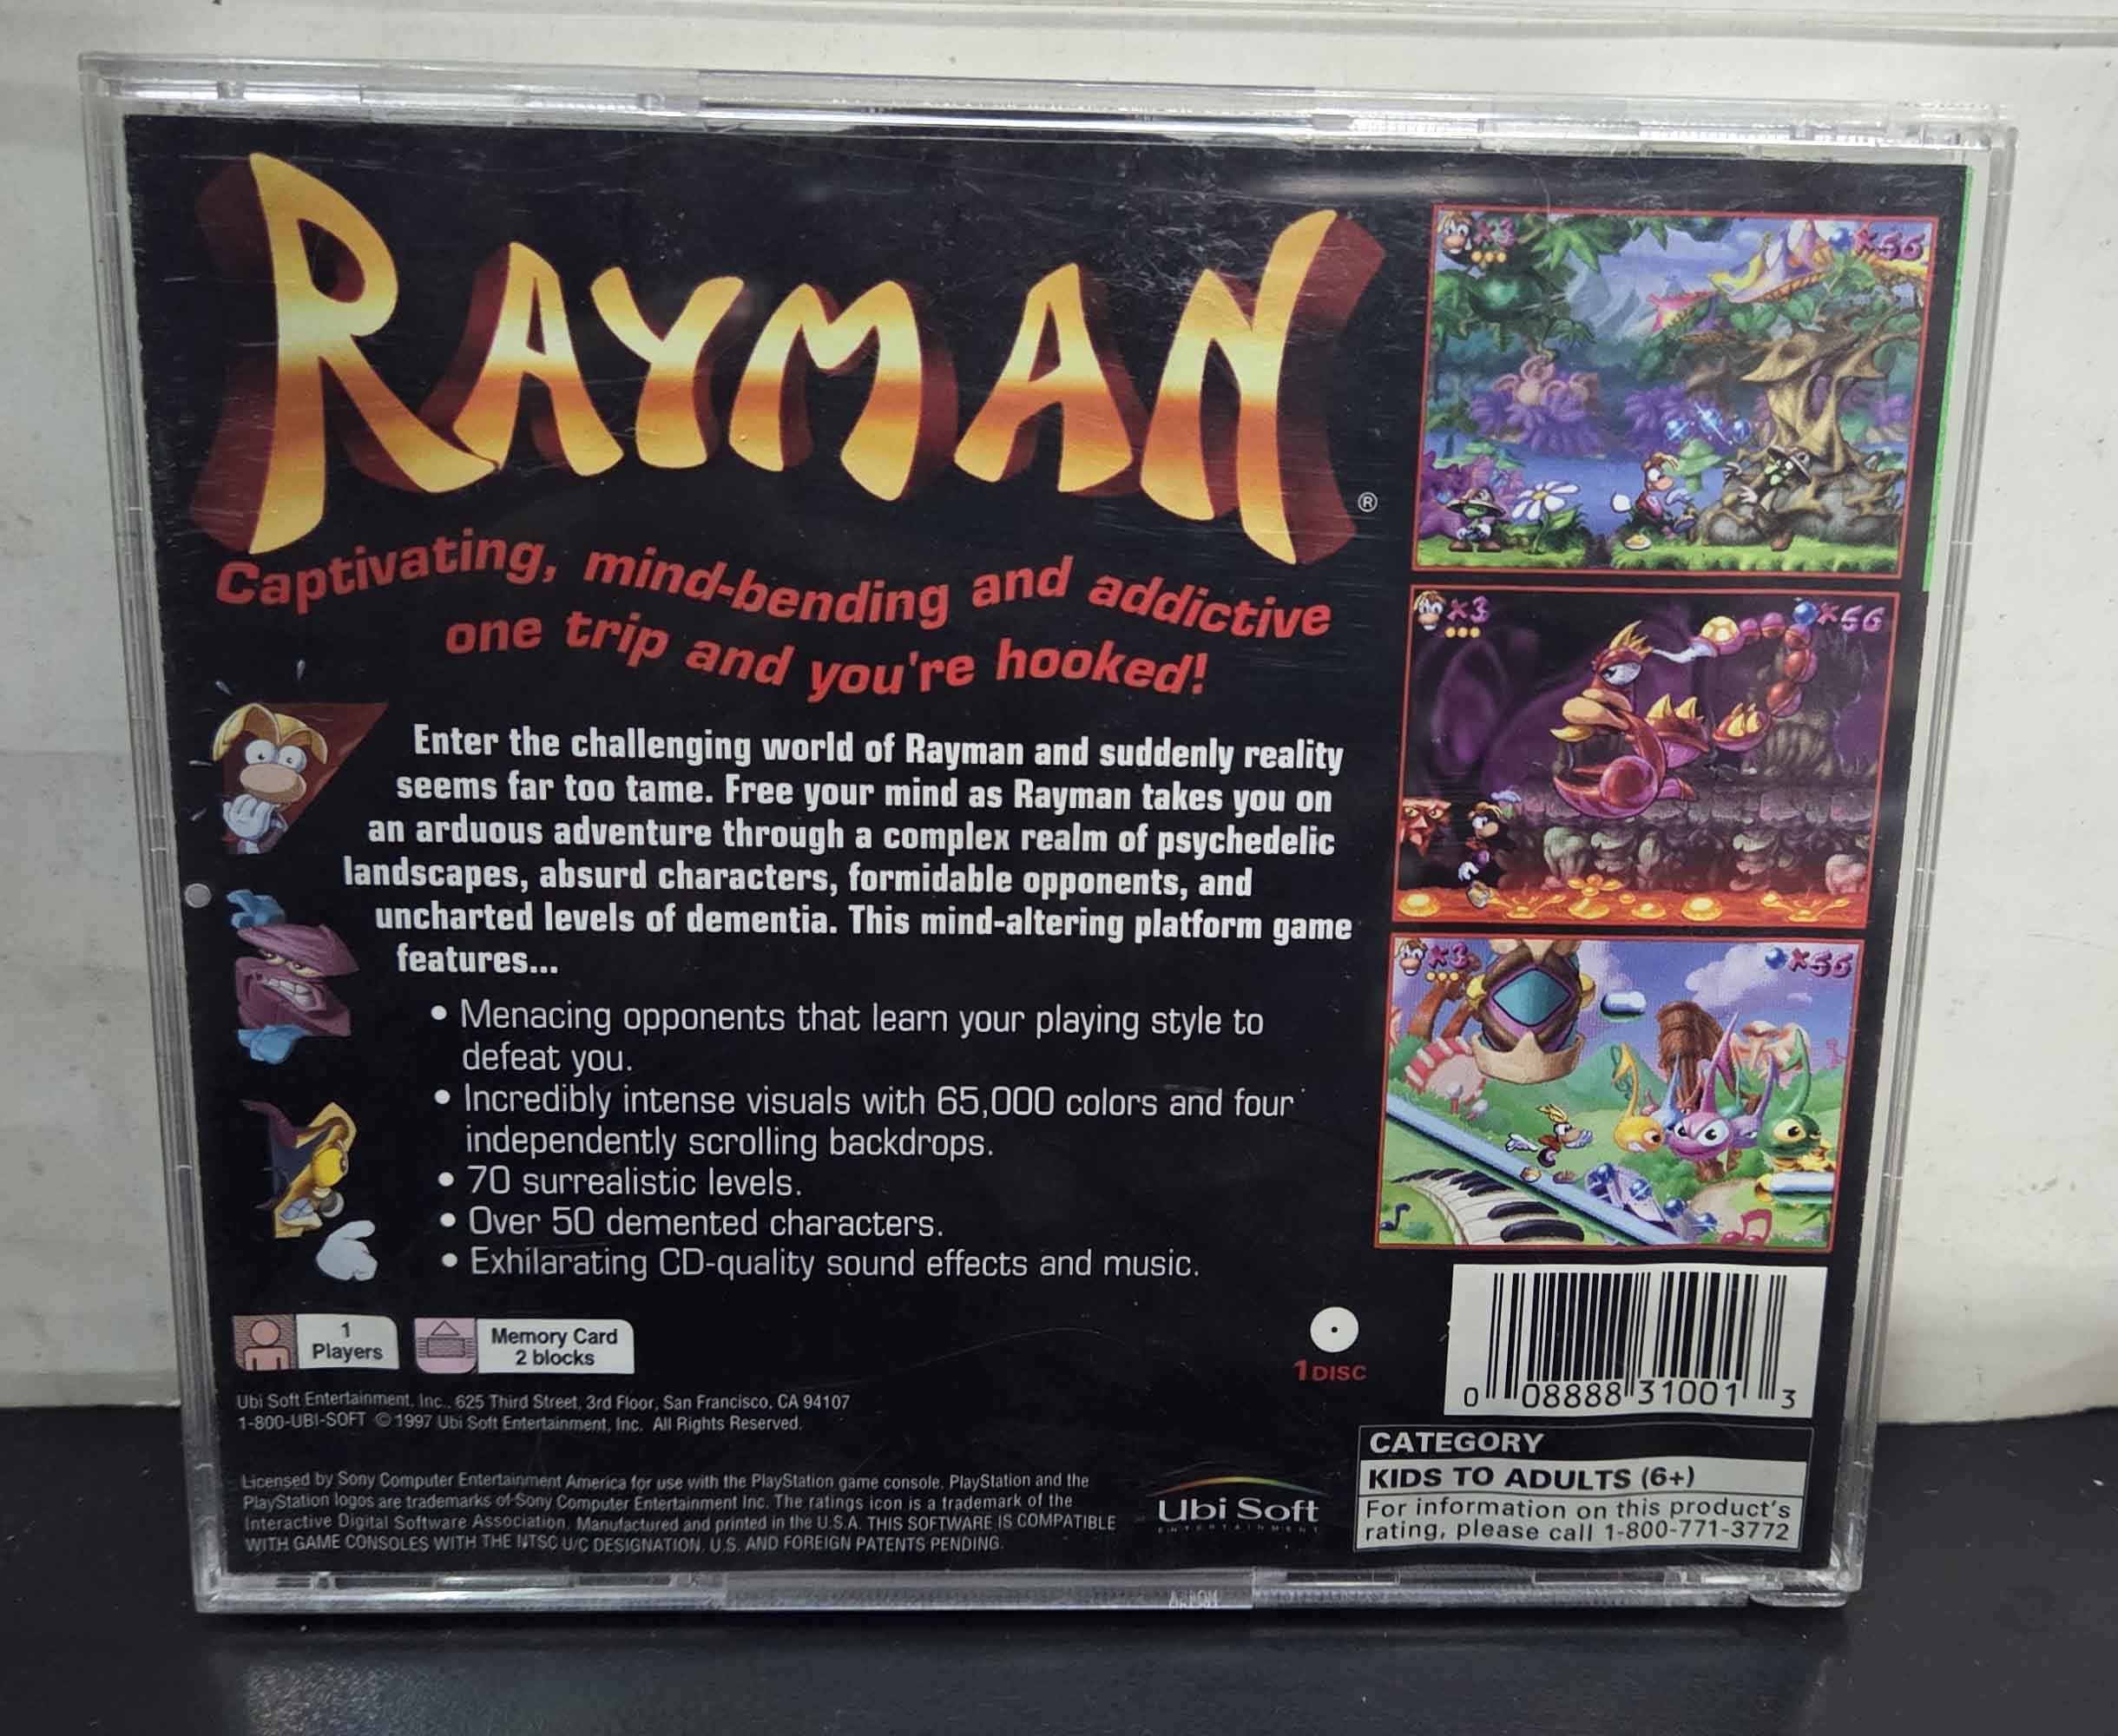 RAYMAN
®
Captivating, mind-bending and addictive
one trip and you're hooked!
Enter the challenging world of Rayman and suddenly reality
seems far too tame. Free your mind as Rayman takes you on
an arduous adventure through a complex realm of psychedelic
landscapes, absurd characters, formidable opponents, and
uncharted levels of dementia. This mind-altering platform game
features...
• Menacing opponents that learn your playing style to
defeat you.
• Incredibly intense visuals with 65,000 colors and four
independently scrolling backdrops.
• 70 surrealistic levels.
• Over 50 demented characters.
• Exhilarating CD-quality sound effects and music.
x3
x56
x3
x56
x3
x56
1
Players
Memory Card
2 blocks
1 DISC
0 08888 31001 3
Ubi Soft Entertainment, Inc., 625 Third Street, 3rd Floor, San Francisco, CA 94107
1-800-UBI-SOFT © 1997 Ubi Soft Entertainment, Inc. All Rights Reserved.
Licensed by Sony Computer Entertainment America for use with the PlayStation game console. PlayStation and the
PlayStation logos are trademarks of Sony Computer Entertainment Inc. The ratings icon is a trademark of the
Interactive Digital Software Association. Manufactured and printed in the U.S.A. THIS SOFTWARE IS COMPATIBLE
WITH GAME CONSOLES WITH THE NTSC U/C DESIGNATION. U.S. AND FOREIGN PATENTS PENDING.
Ubi Soft
ENTERTAINMENT
CATEGORY
KIDS TO ADULTS (6+)
For information on this product's
rating, please call 1-800-771-3772